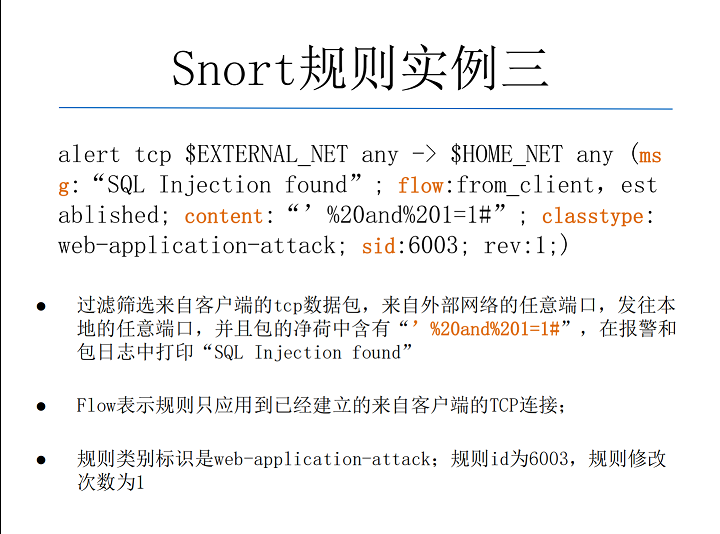 Snort规则实例三
alert tcp $EXTERNAL_NET any -> $HOME_NET any (ms
g:“SQL Injection found”; flow:from_client, est
ablished; content:“’%20and%201=1#”; classtype:
web-application-attack; sid:6003; rev:1;)
● 过滤筛选来自客户端的tcp数据包，来自外部网络的任意端口，发往本
地的任意端口，并且包的净荷中含有“’%20and%201=1#”, 在报警和
包日志中打印“SQL Injection found”
● Flow表示规则只应用到已经建立的来自客户端的TCP连接；
● 规则类别标识是web-application-attack；规则id为6003，规则修改
次数为1